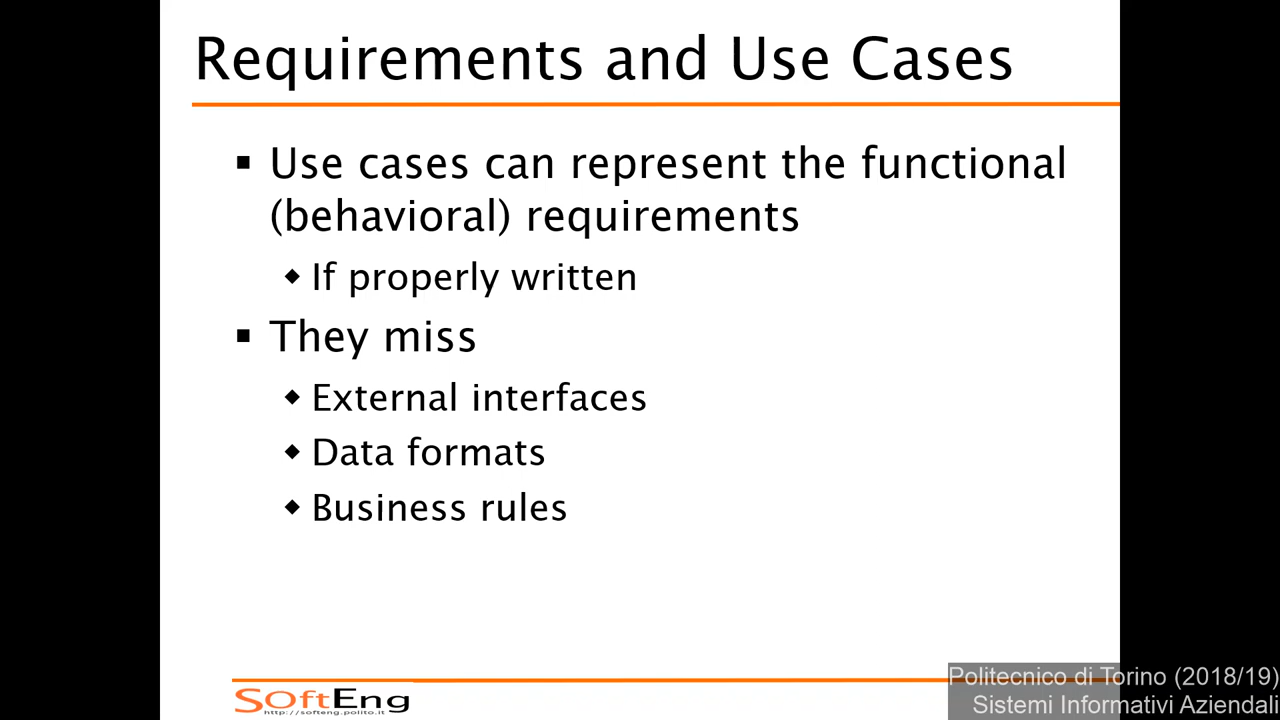 Requirements and Use Cases
Use cases can represent the functional
(behavioral) requirements
If properly written
They miss
External interfaces
Data formats
Business rules
SoftEng
http://softeng.polito.it
Politecnico di Torino (2018/19)
Sistemi Informativi Aziendali